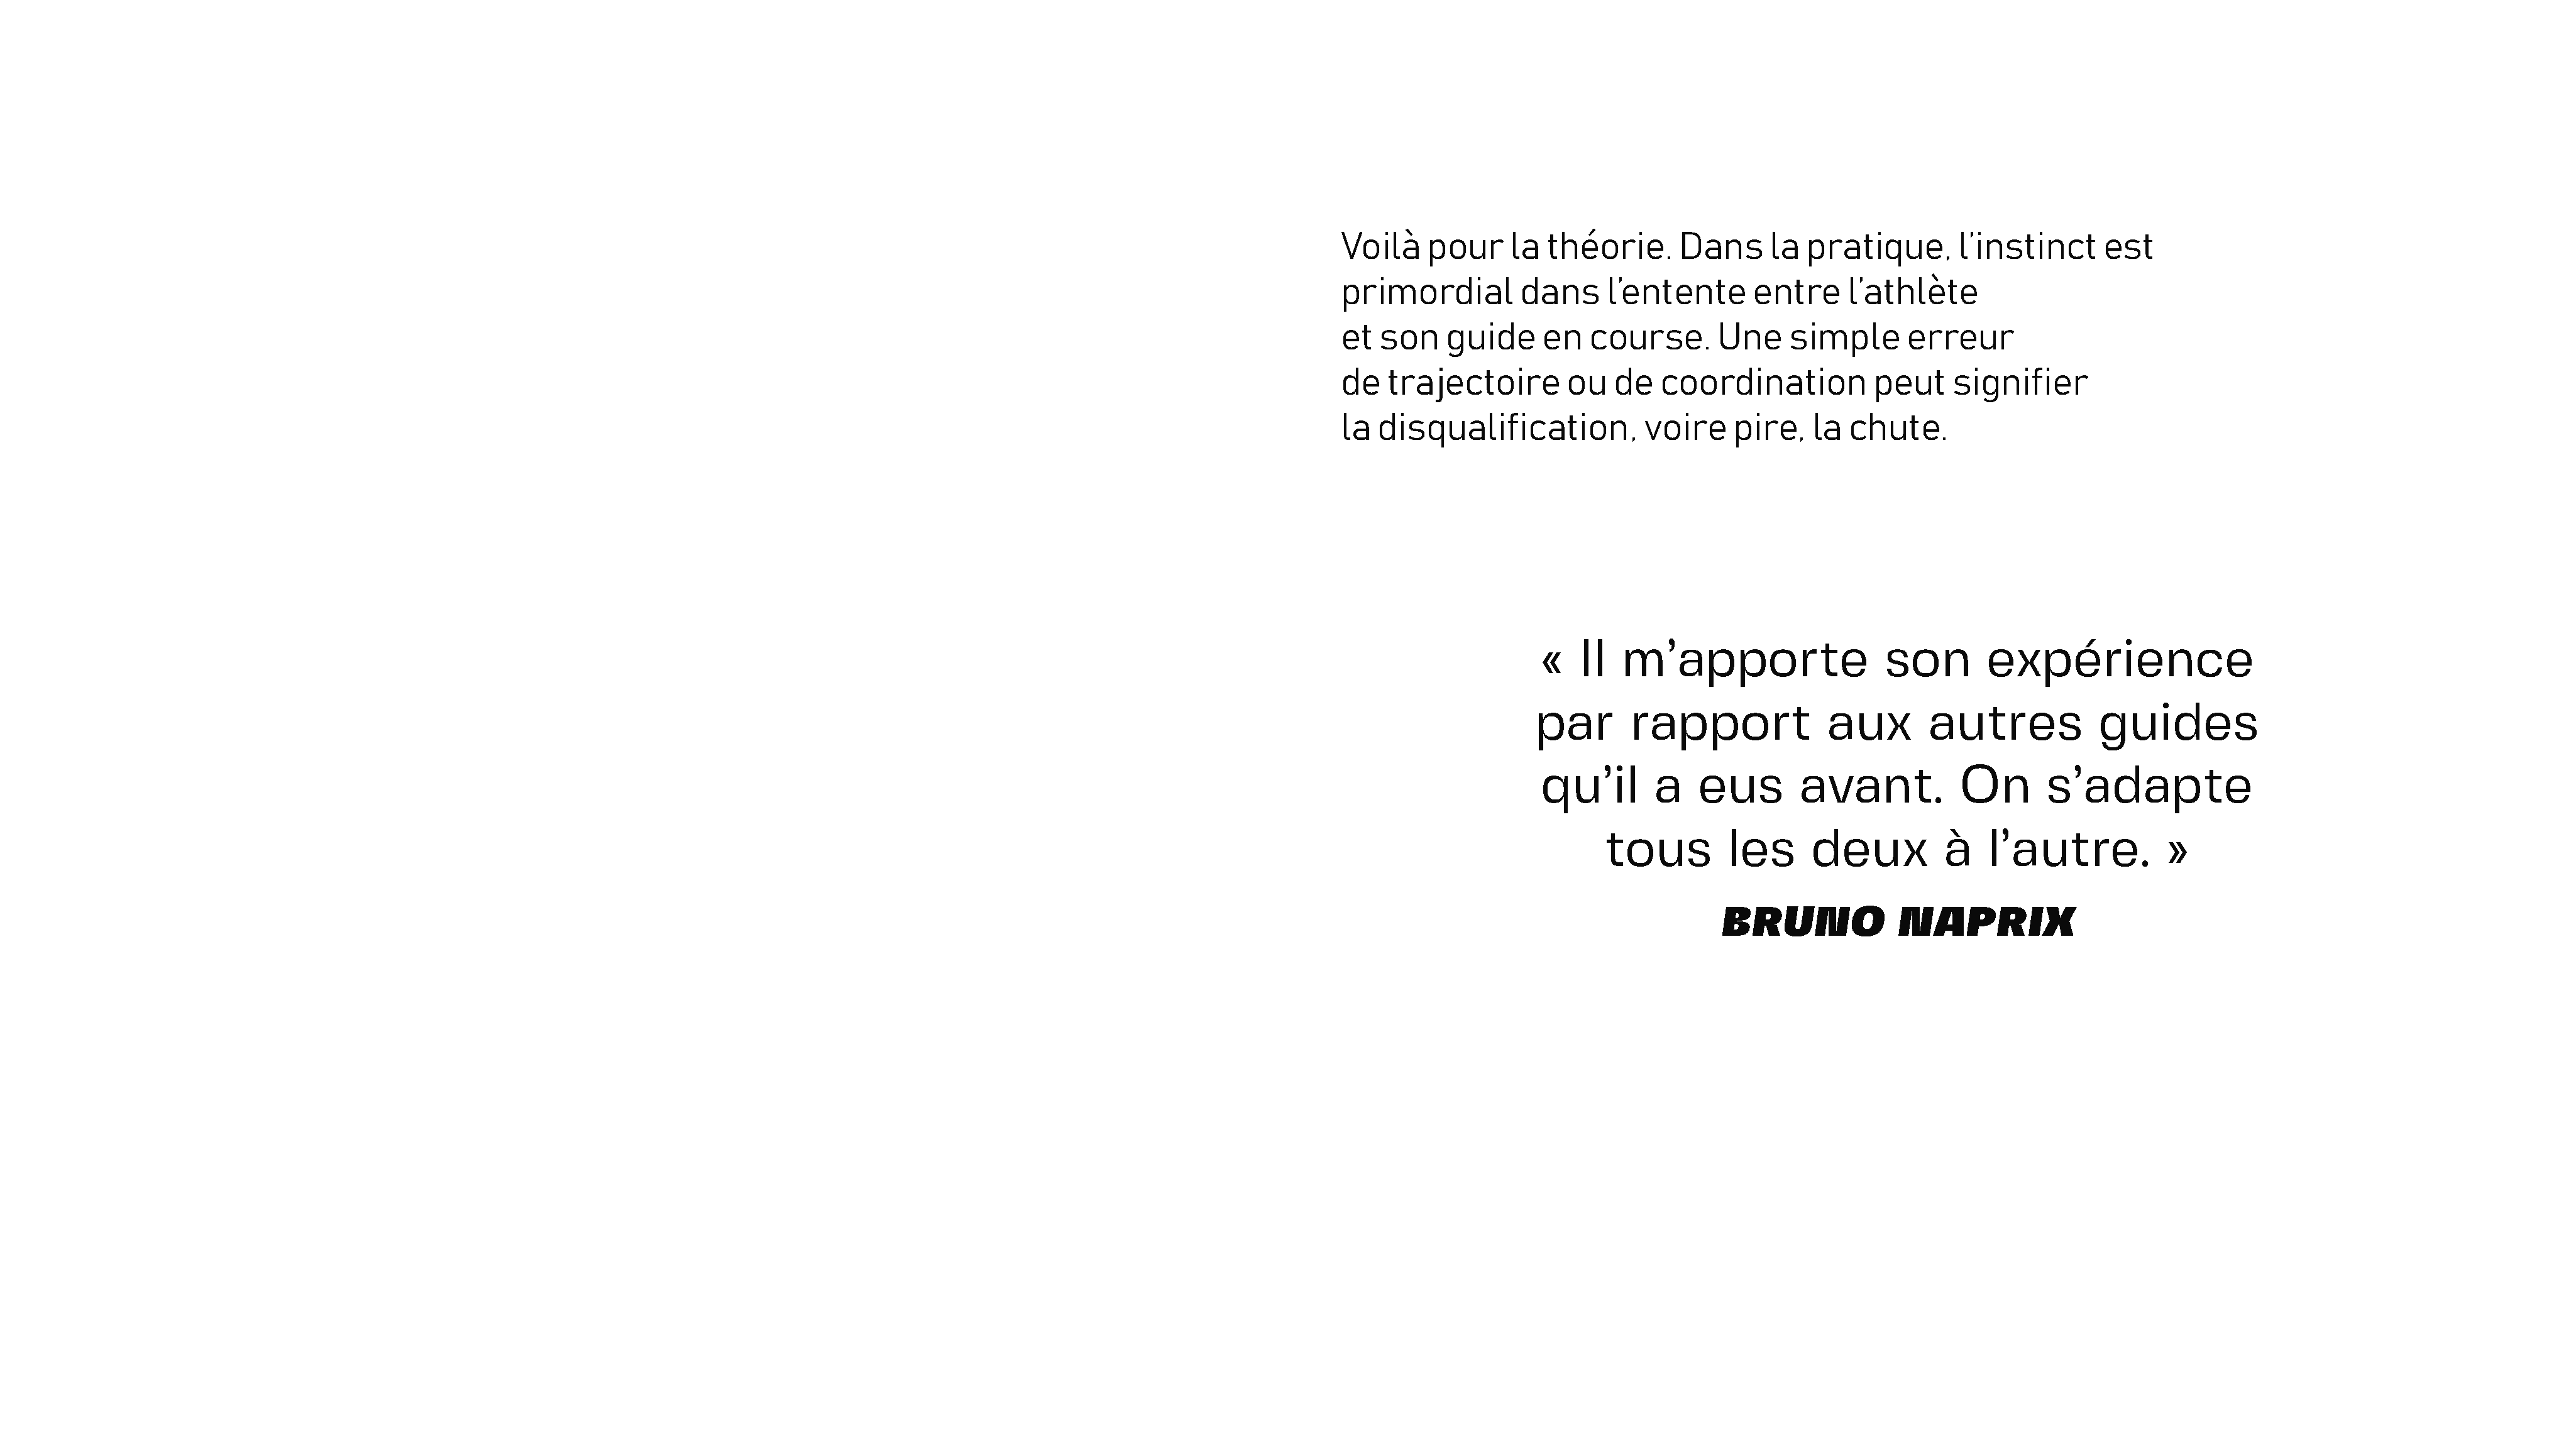 Voilà pour la théorie. Dans la pratique, l’instinct est
primordial dans l’entente entre l’athlète
et son guide en course. Une simple erreur
de trajectoire ou de coordination peut signifier
la disqualification, voire pire, la chute.
« Il m’apporte son expérience
par rapport aux autres guides
qu’il a eus avant. On s’adapte
tous les deux à l’autre. »
BRUNO NAPRIX